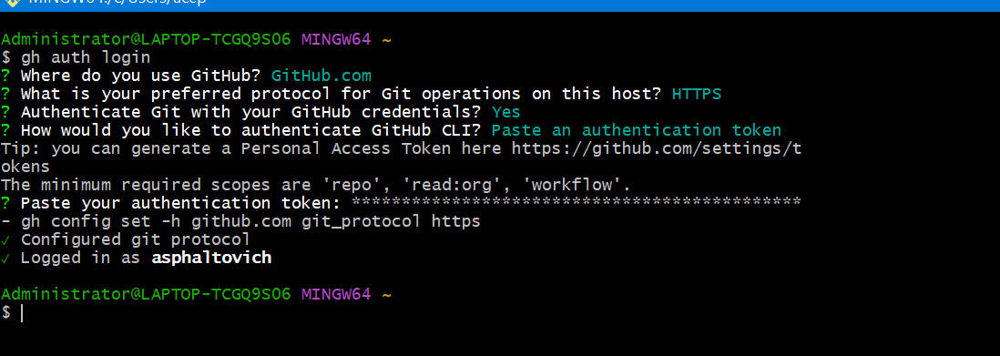 MINGW64:/c/Users/acep
Administrator@LAPTOP-TCGQ9S06 MINGW64 ~
$ gh auth login
? Where do you use GitHub? GitHub.com
? What is your preferred protocol for Git operations on this host? HTTPS
? Authenticate Git with your GitHub credentials? Yes
? How would you like to authenticate GitHub CLI? Paste an authentication token
Tip: you can generate a Personal Access Token here https://github.com/settings/t
okens
The minimum required scopes are 'repo', 'read:org', 'workflow'.
? Paste your authentication token: *********************************************
- gh config set -h github.com git_protocol https
✓ Configured git protocol
✓ Logged in as asphaltovich
Administrator@LAPTOP-TCGQ9S06 MINGW64 ~
$